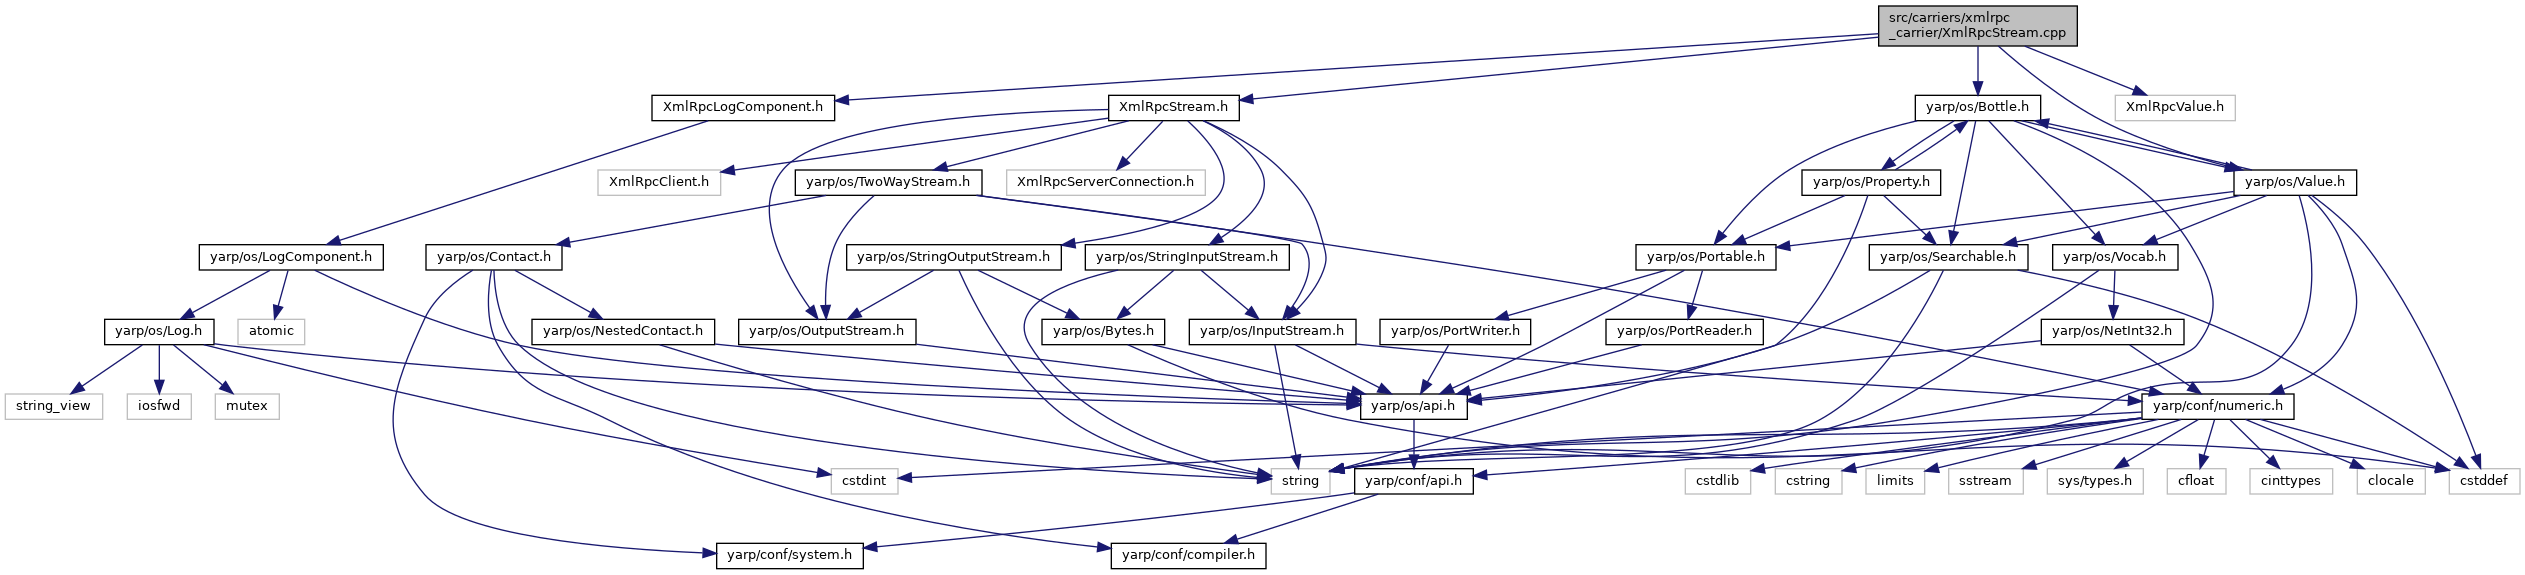 src/carriers/xmlrpc
_carrier/XmlRpcStream.cpp
XmlRpcLogComponent.h
XmlRpcStream.h
yarp/os/Bottle.h
XmlRpcValue.h
XmlRpcClient.h
yarp/os/TwoWayStream.h
XmlRpcServerConnection.h
yarp/os/Property.h
yarp/os/Value.h
yarp/os/LogComponent.h
yarp/os/Contact.h
yarp/os/StringOutputStream.h
yarp/os/StringInputStream.h
yarp/os/Portable.h
yarp/os/Searchable.h
yarp/os/Vocab.h
yarp/os/Log.h
atomic
yarp/os/NestedContact.h
yarp/os/OutputStream.h
yarp/os/Bytes.h
yarp/os/InputStream.h
yarp/os/PortWriter.h
yarp/os/PortReader.h
yarp/os/NetInt32.h
string_view
iosfwd
mutex
yarp/os/api.h
yarp/conf/numeric.h
cstdint
string
yarp/conf/api.h
cstdlib
cstring
limits
sstream
sys/types.h
cfloat
cinttypes
clocale
cstddef
yarp/conf/system.h
yarp/conf/compiler.h